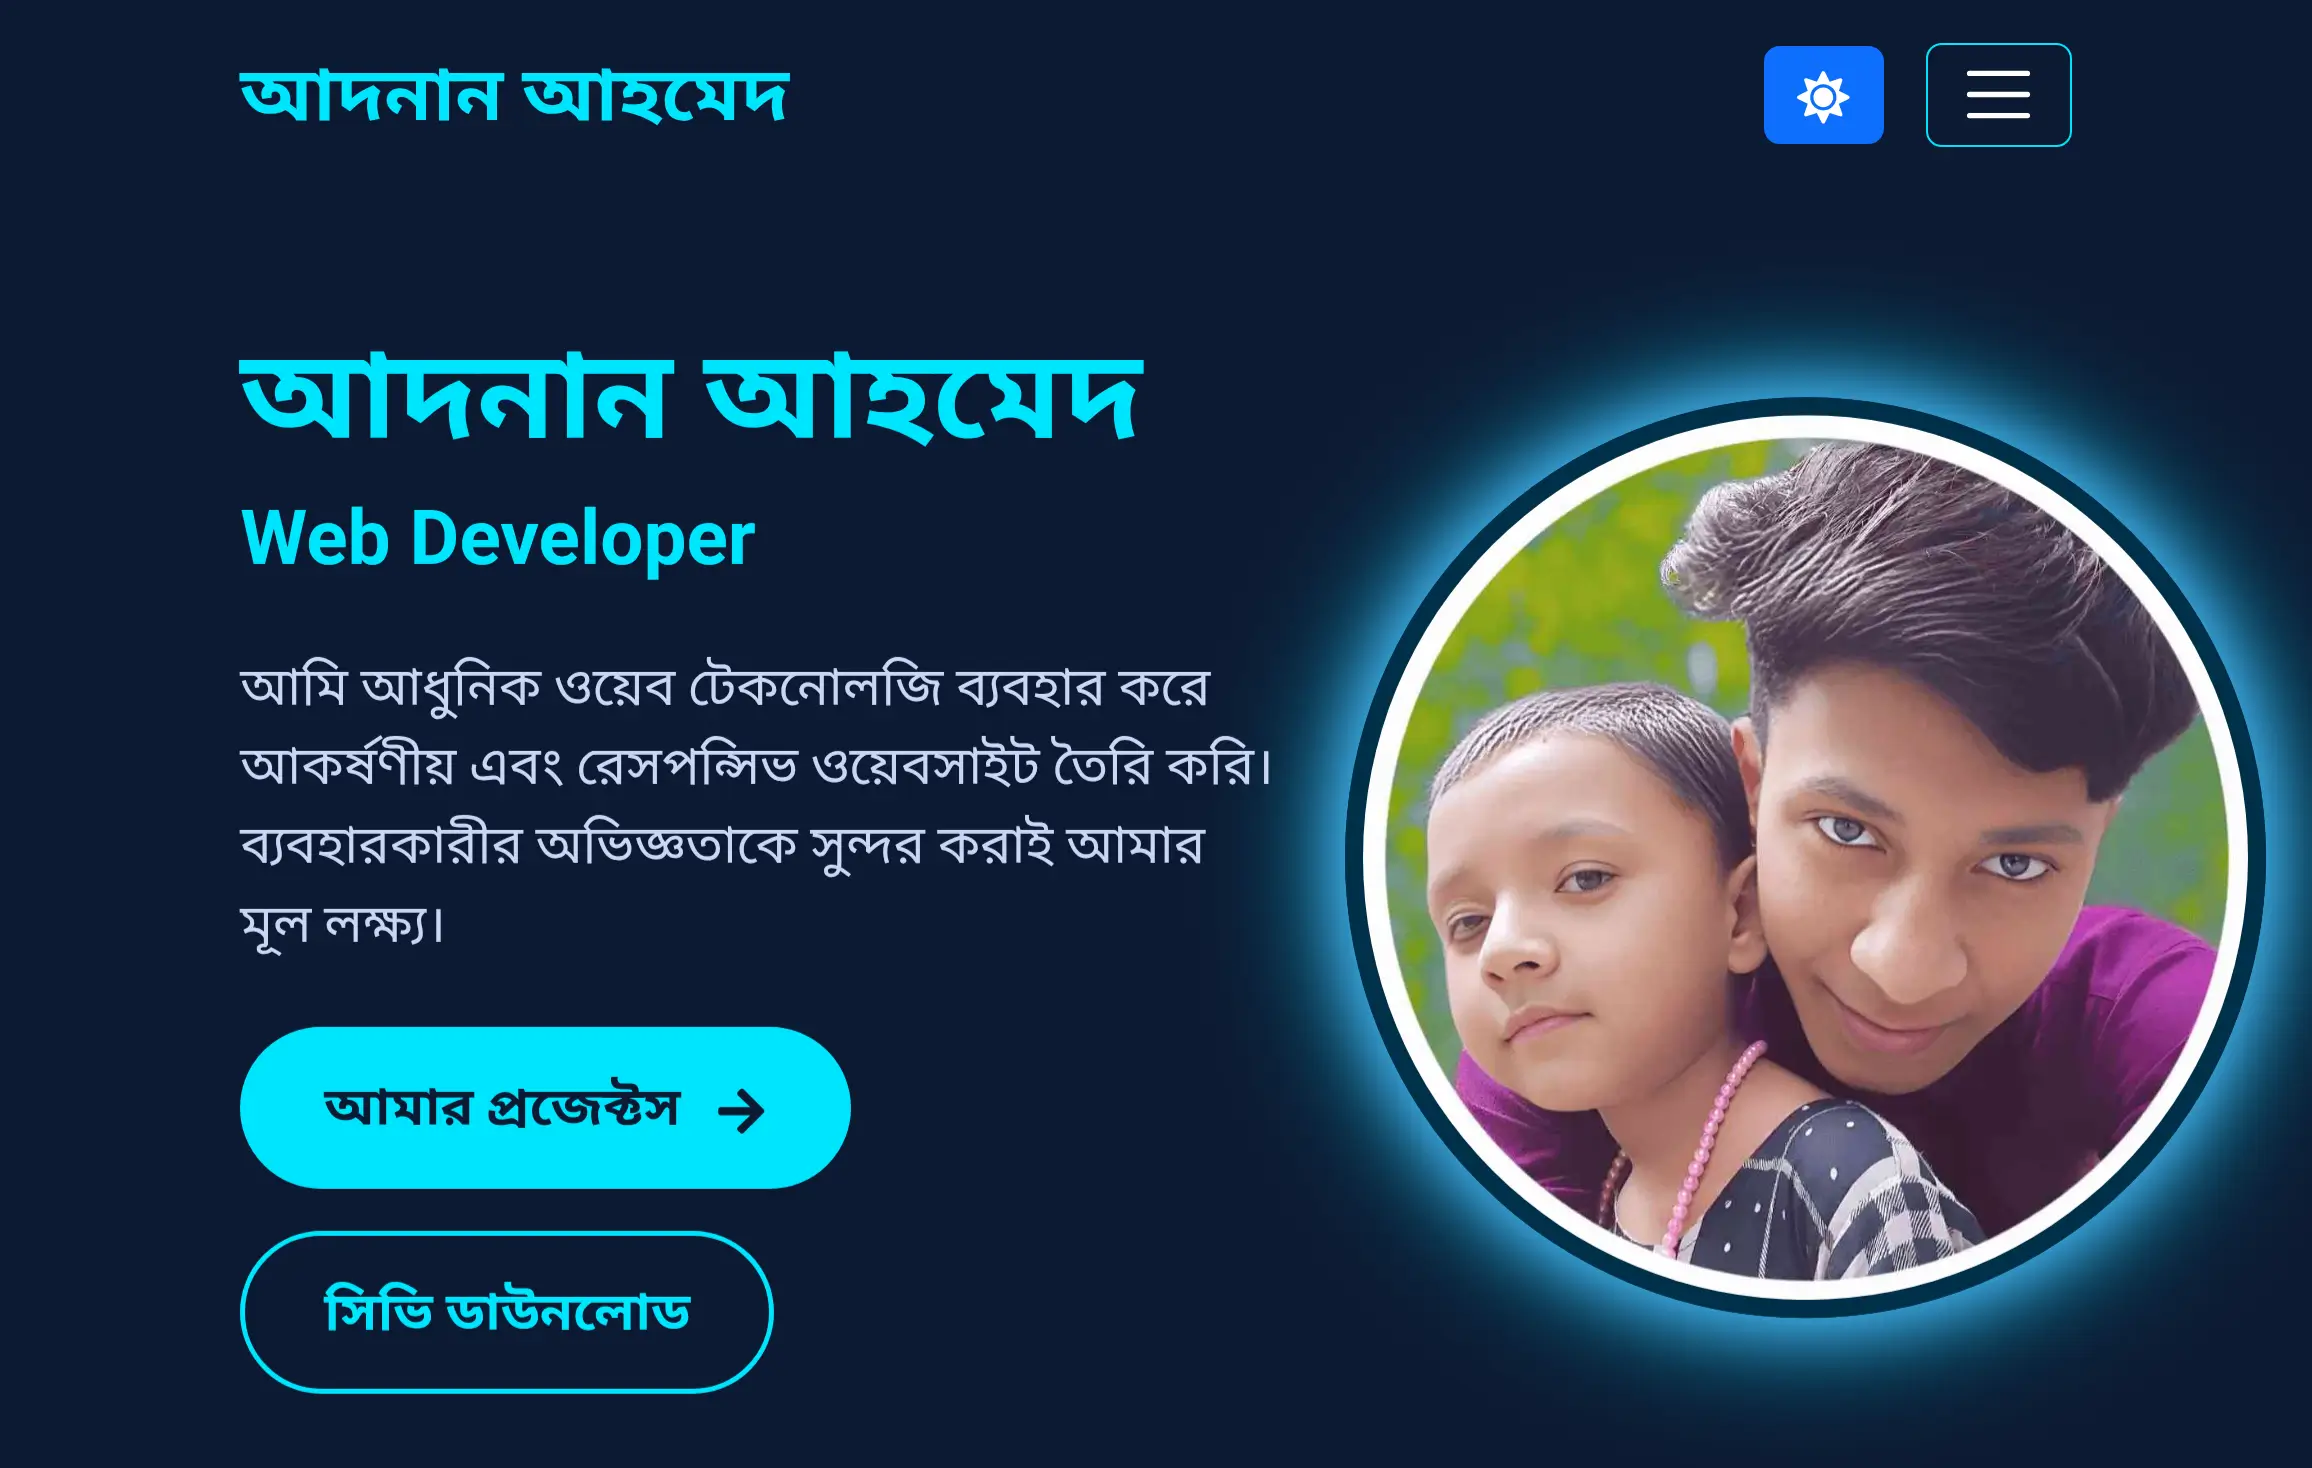 আদনান আহমেদ
আদনান আহমেদ
Web Developer
আমি আধুনিক ওয়েব টেকনোলজি ব্যবহার করে
আকর্ষণীয় এবং রেসপন্সিভ ওয়েবসাইট তৈরি করি।
ব্যবহারকারীর অভিজ্ঞতাকে সুন্দর করাই আমার
মূল লক্ষ্য।
আমার প্রজেক্টস
সিভি ডাউনলোড